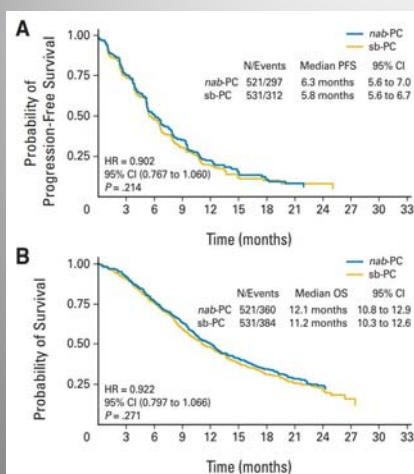 A
1.00
0.75
0.50
0.25
Probability of
Progression-Free Survival
nab-PC
sb-PC
N/Events Median PFS 95% CI
nab-PC 521/297 6.3 months 5.6 to 7.0
sb-PC 531/312 5.8 months 5.6 to 6.7
HR = 0.902
95% CI (0.767 to 1.060)
P = .214
0 3 6 9 12 15 18 21 24 27 30 33
Time (months)
B
1.00
0.75
0.50
0.25
Probability of Survival
nab-PC
sb-PC
N/Events Median OS 95% CI
nab-PC 521/360 12.1 months 10.8 to 12.9
sb-PC 531/384 11.2 months 10.3 to 12.6
HR = 0.922
95% CI (0.797 to 1.066)
P = .271
0 3 6 9 12 15 18 21 24 27 30 33
Time (months)